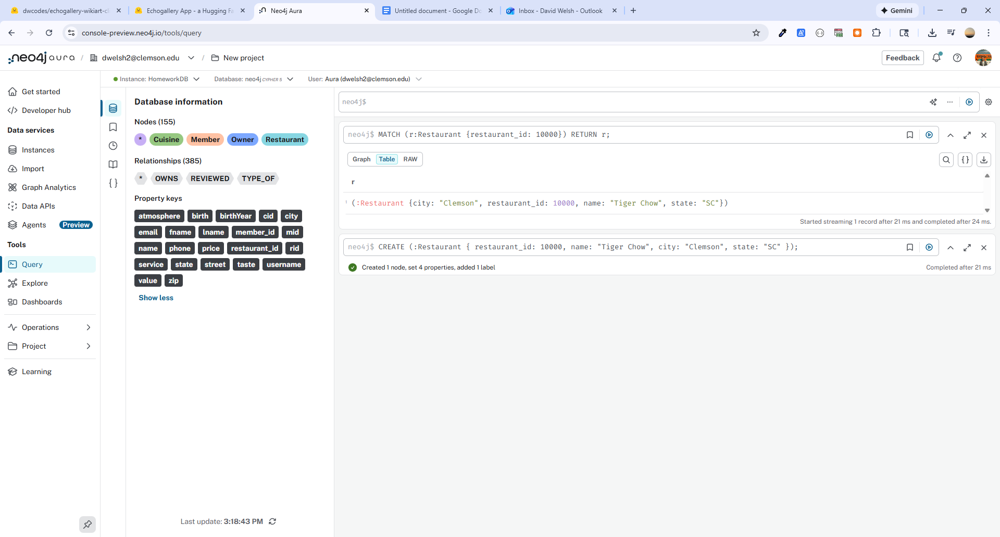 dwcodes/echogallery-wikiart-cl
Echogallery App - a Hugging Fa
Neo4j Aura
Untitled document - Google Do
Inbox - David Welsh - Outlook
Gemini
console-preview.neo4j.io/tools/query
neo4j aura / dwelsh2@clemson.edu / New project
Feedback
Instance: HomeworkDB
Database: neo4j CYPHER 5
User: Aura (dwelsh2@clemson.edu)
Get started
Developer hub
Data services
Instances
Import
Graph Analytics
Data APIs
Agents Preview
Tools
Query
Explore
Dashboards
Operations
Project
Learning
Database information
Nodes (155)
* Cuisine Member Owner Restaurant
Relationships (385)
* OWNS REVIEWED TYPE_OF
Property keys
atmosphere birth birthYear cid city
email fname lname member_id mid
name phone price restaurant_id rid
service state street taste username
value zip
Show less
Last update: 3:18:43 PM
neo4j$
neo4j$ MATCH (r:Restaurant {restaurant_id: 10000}) RETURN r;
Graph Table RAW
{}
r
(:Restaurant {city: "Clemson", restaurant_id: 10000, name: "Tiger Chow", state: "SC"})
Started streaming 1 record after 21 ms and completed after 24 ms.
neo4j$ CREATE (:Restaurant { restaurant_id: 10000, name: "Tiger Chow", city: "Clemson", state: "SC" });
Created 1 node, set 4 properties, added 1 label
Completed after 21 ms